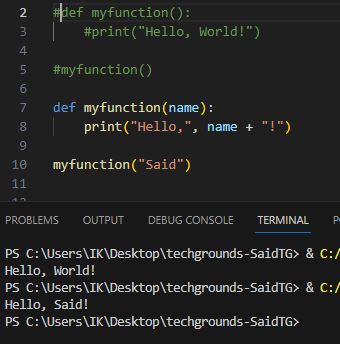 2 #def myfunction():
3 #print("Hello, World!")
4
5 #myfunction()
6
7 def myfunction(name):
8 print("Hello,", name + "!")
9
10 myfunction("Said")
11
12
PROBLEMS OUTPUT DEBUG CONSOLE TERMINAL
PS C:\Users\IK\Desktop\techgrounds-SaidTG> & C:/
Hello, World!
PS C:\Users\IK\Desktop\techgrounds-SaidTG> & C:/
Hello, Said!
PS C:\Users\IK\Desktop\techgrounds-SaidTG>